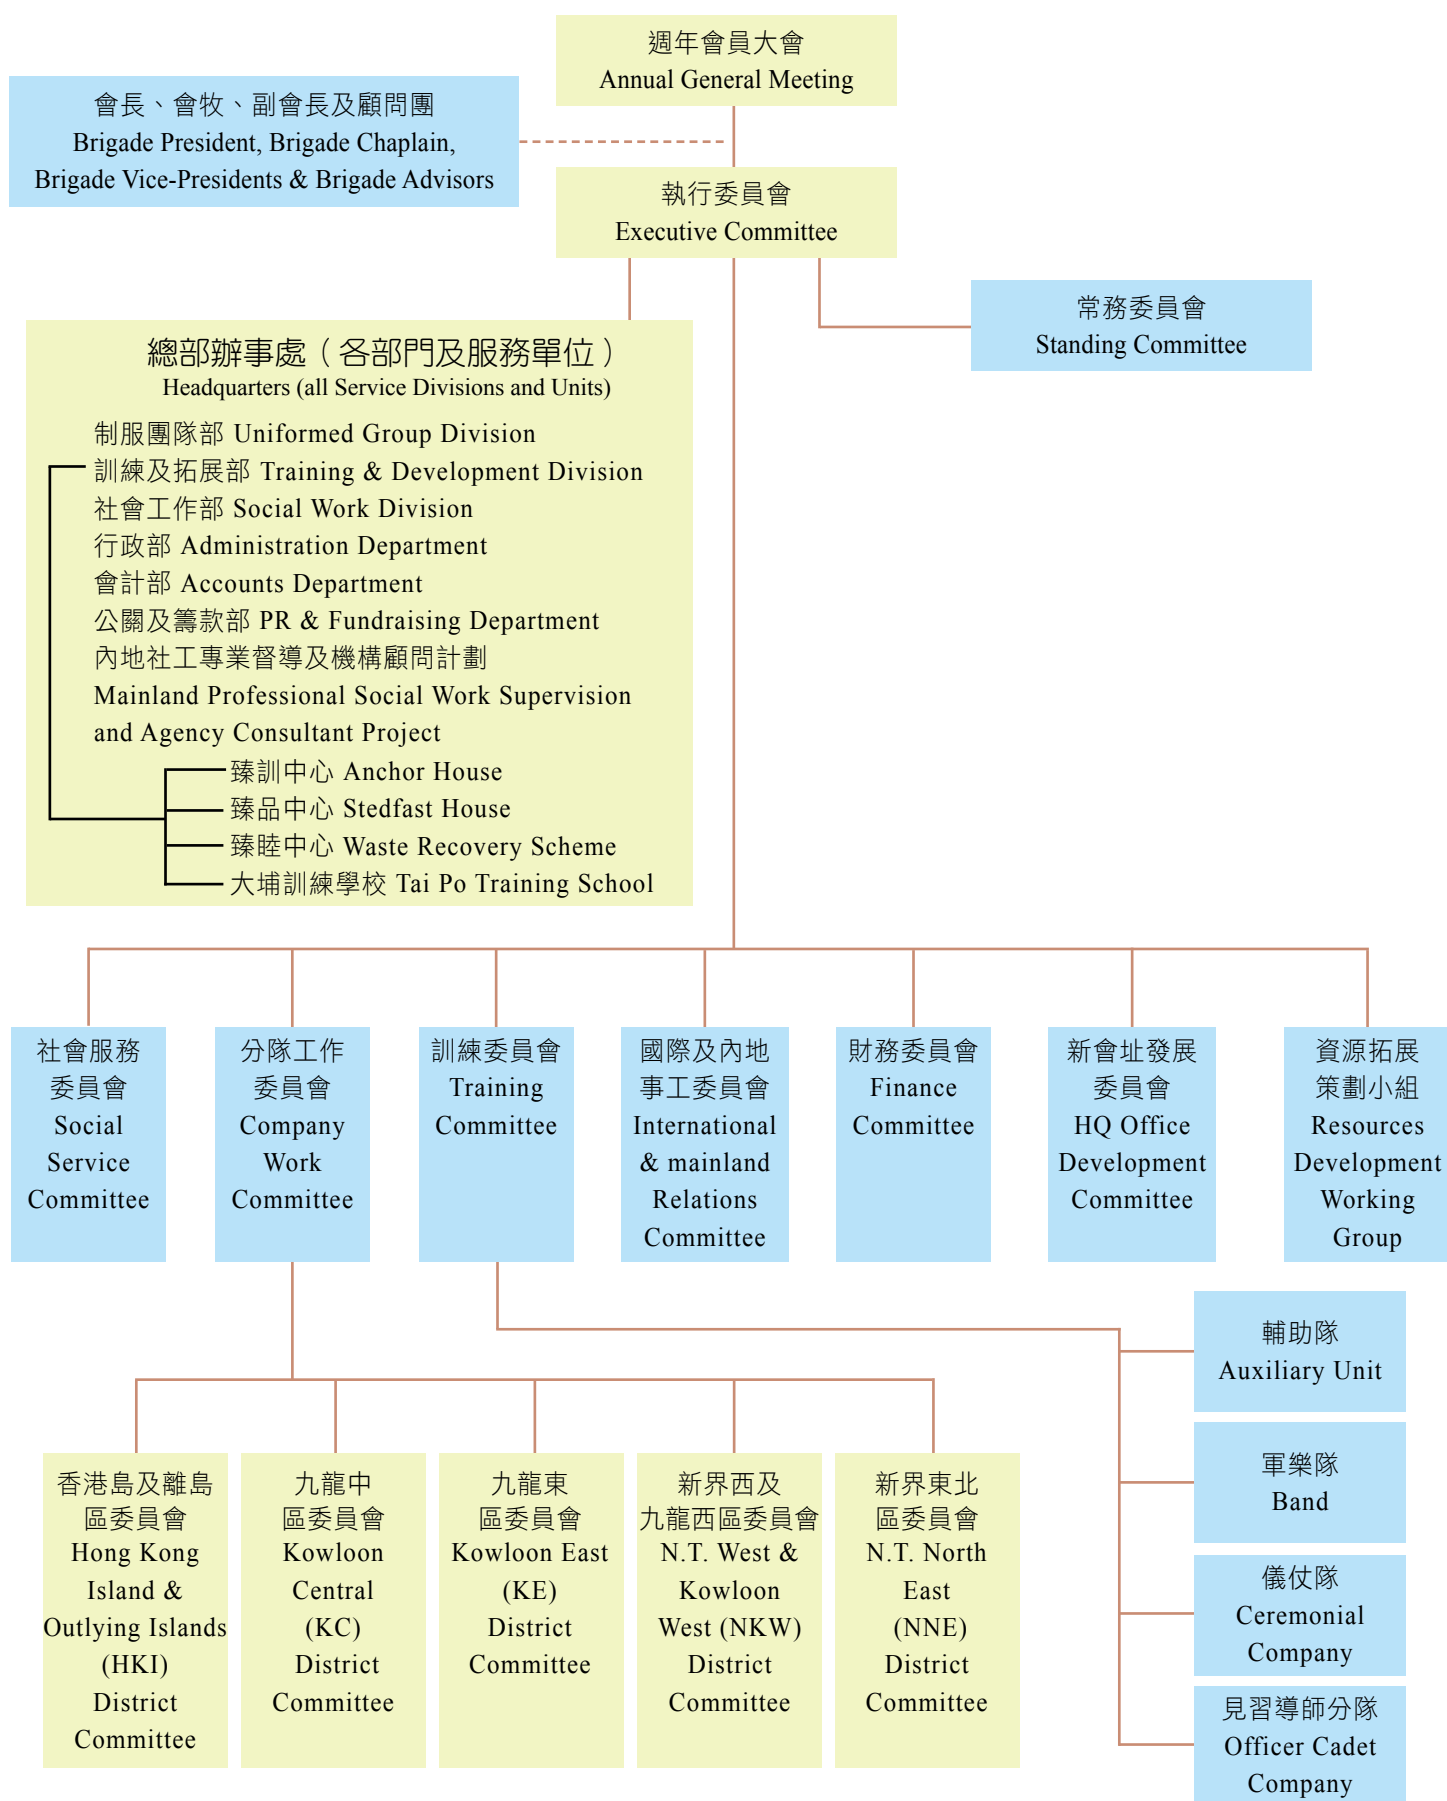 週年會員大會
Annual General Meeting
會長、會牧、副會長及顧問團
Brigade President, Brigade Chaplain,
Brigade Vice-Presidents & Brigade Advisors
執行委員會
Executive Committee
常務委員會
Standing Committee
總部辦事處（各部門及服務單位）
Headquarters (all Service Divisions and Units)
制服團隊部 Uniformed Group Division
訓練及拓展部 Training & Development Division
社會工作部 Social Work Division
行政部 Administration Department
會計部 Accounts Department
公關及籌款部 PR & Fundraising Department
內地社工專業督導及機構顧問計劃
Mainland Professional Social Work Supervision
and Agency Consultant Project
臻訓中心 Anchor House
臻品中心 Stedfast House
臻睦中心 Waste Recovery Scheme
大埔訓練學校 Tai Po Training School
社會服務
委員會
Social
Service
Committee
分隊工作
委員會
Company
Work
Committee
訓練委員會
Training
Committee
國際及內地
事工委員會
International
& mainland
Relations
Committee
財務委員會
Finance
Committee
新會址發展
委員會
HQ Office
Development
Committee
資源拓展
策劃小組
Resources
Development
Working
Group
輔助隊
Auxiliary Unit
軍樂隊
Band
儀仗隊
Ceremonial
Company
見習導師分隊
Officer Cadet
Company
香港島及離島
區委員會
Hong Kong
Island &
Outlying Islands
(HKI)
District
Committee
九龍中
區委員會
Kowloon
Central
(KC)
District
Committee
九龍東
區委員會
Kowloon East
(KE)
District
Committee
新界西及
九龍西區委員會
N.T. West &
Kowloon
West (NKW)
District
Committee
新界東北
區委員會
N.T. North
East
(NNE)
District
Committee